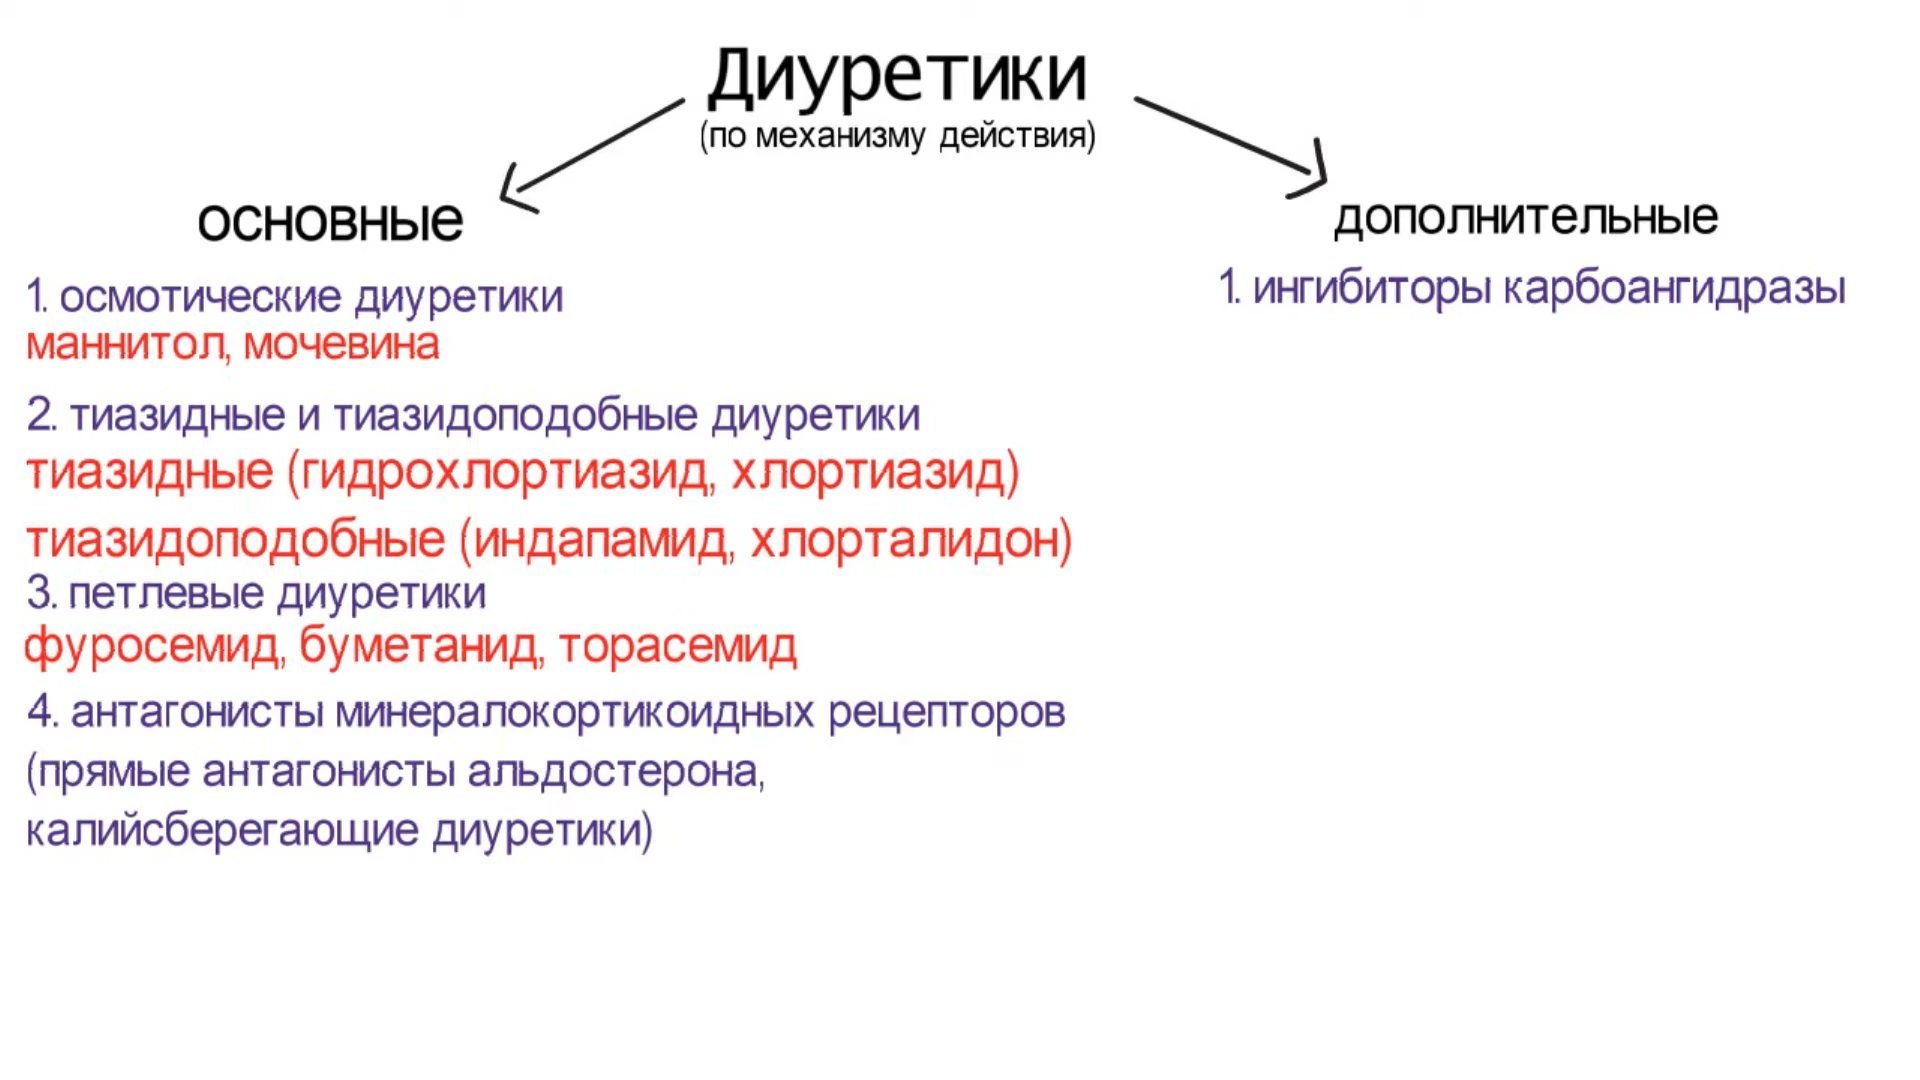 Диуретики
(по механизму действия)
основные
1. осмотические диуретики
маннитол, мочевина
2. тиазидные и тиазидоподобные диуретики
тиазидные (гидрохлортиазид, хлортиазид)
тиазидоподобные (индапамид, хлорталидон)
3. петлевые диуретики
фуросемид, буметанид, торасемид
4. антагонисты минералокортикоидных рецепторов
(прямые антагонисты альдостерона,
калийсберегающие диуретики)
дополнительные
1. ингибиторы карбоангидразы